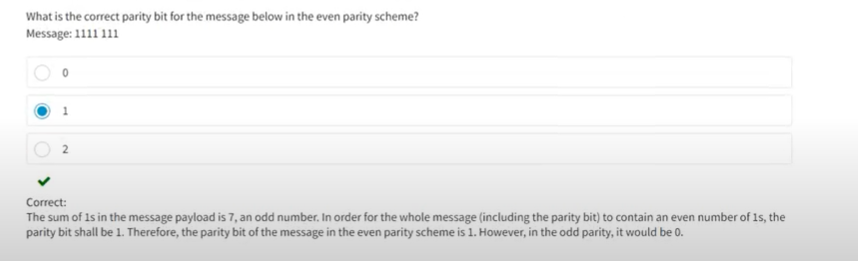 What is the correct parity bit for the message below in the even parity scheme?
Message: 1111 111
0
1
2
Correct:
The sum of 1s in the message payload is 7, an odd number. In order for the whole message (including the parity bit) to contain an even number of 1s, the
parity bit shall be 1. Therefore, the parity bit of the message in the even parity scheme is 1. However, in the odd parity, it would be 0.